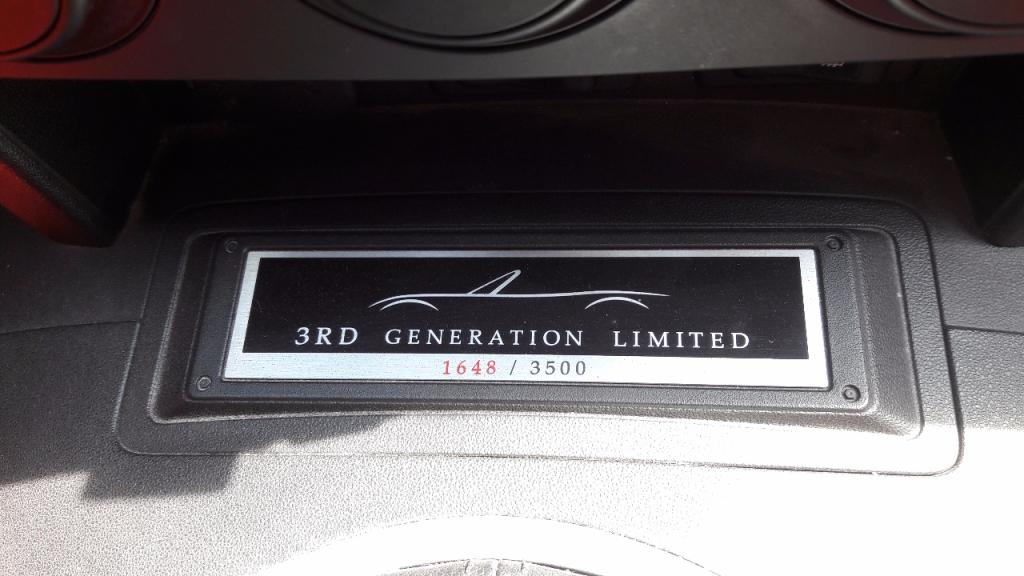 3RD GENERATION LIMITED
1648 / 3500